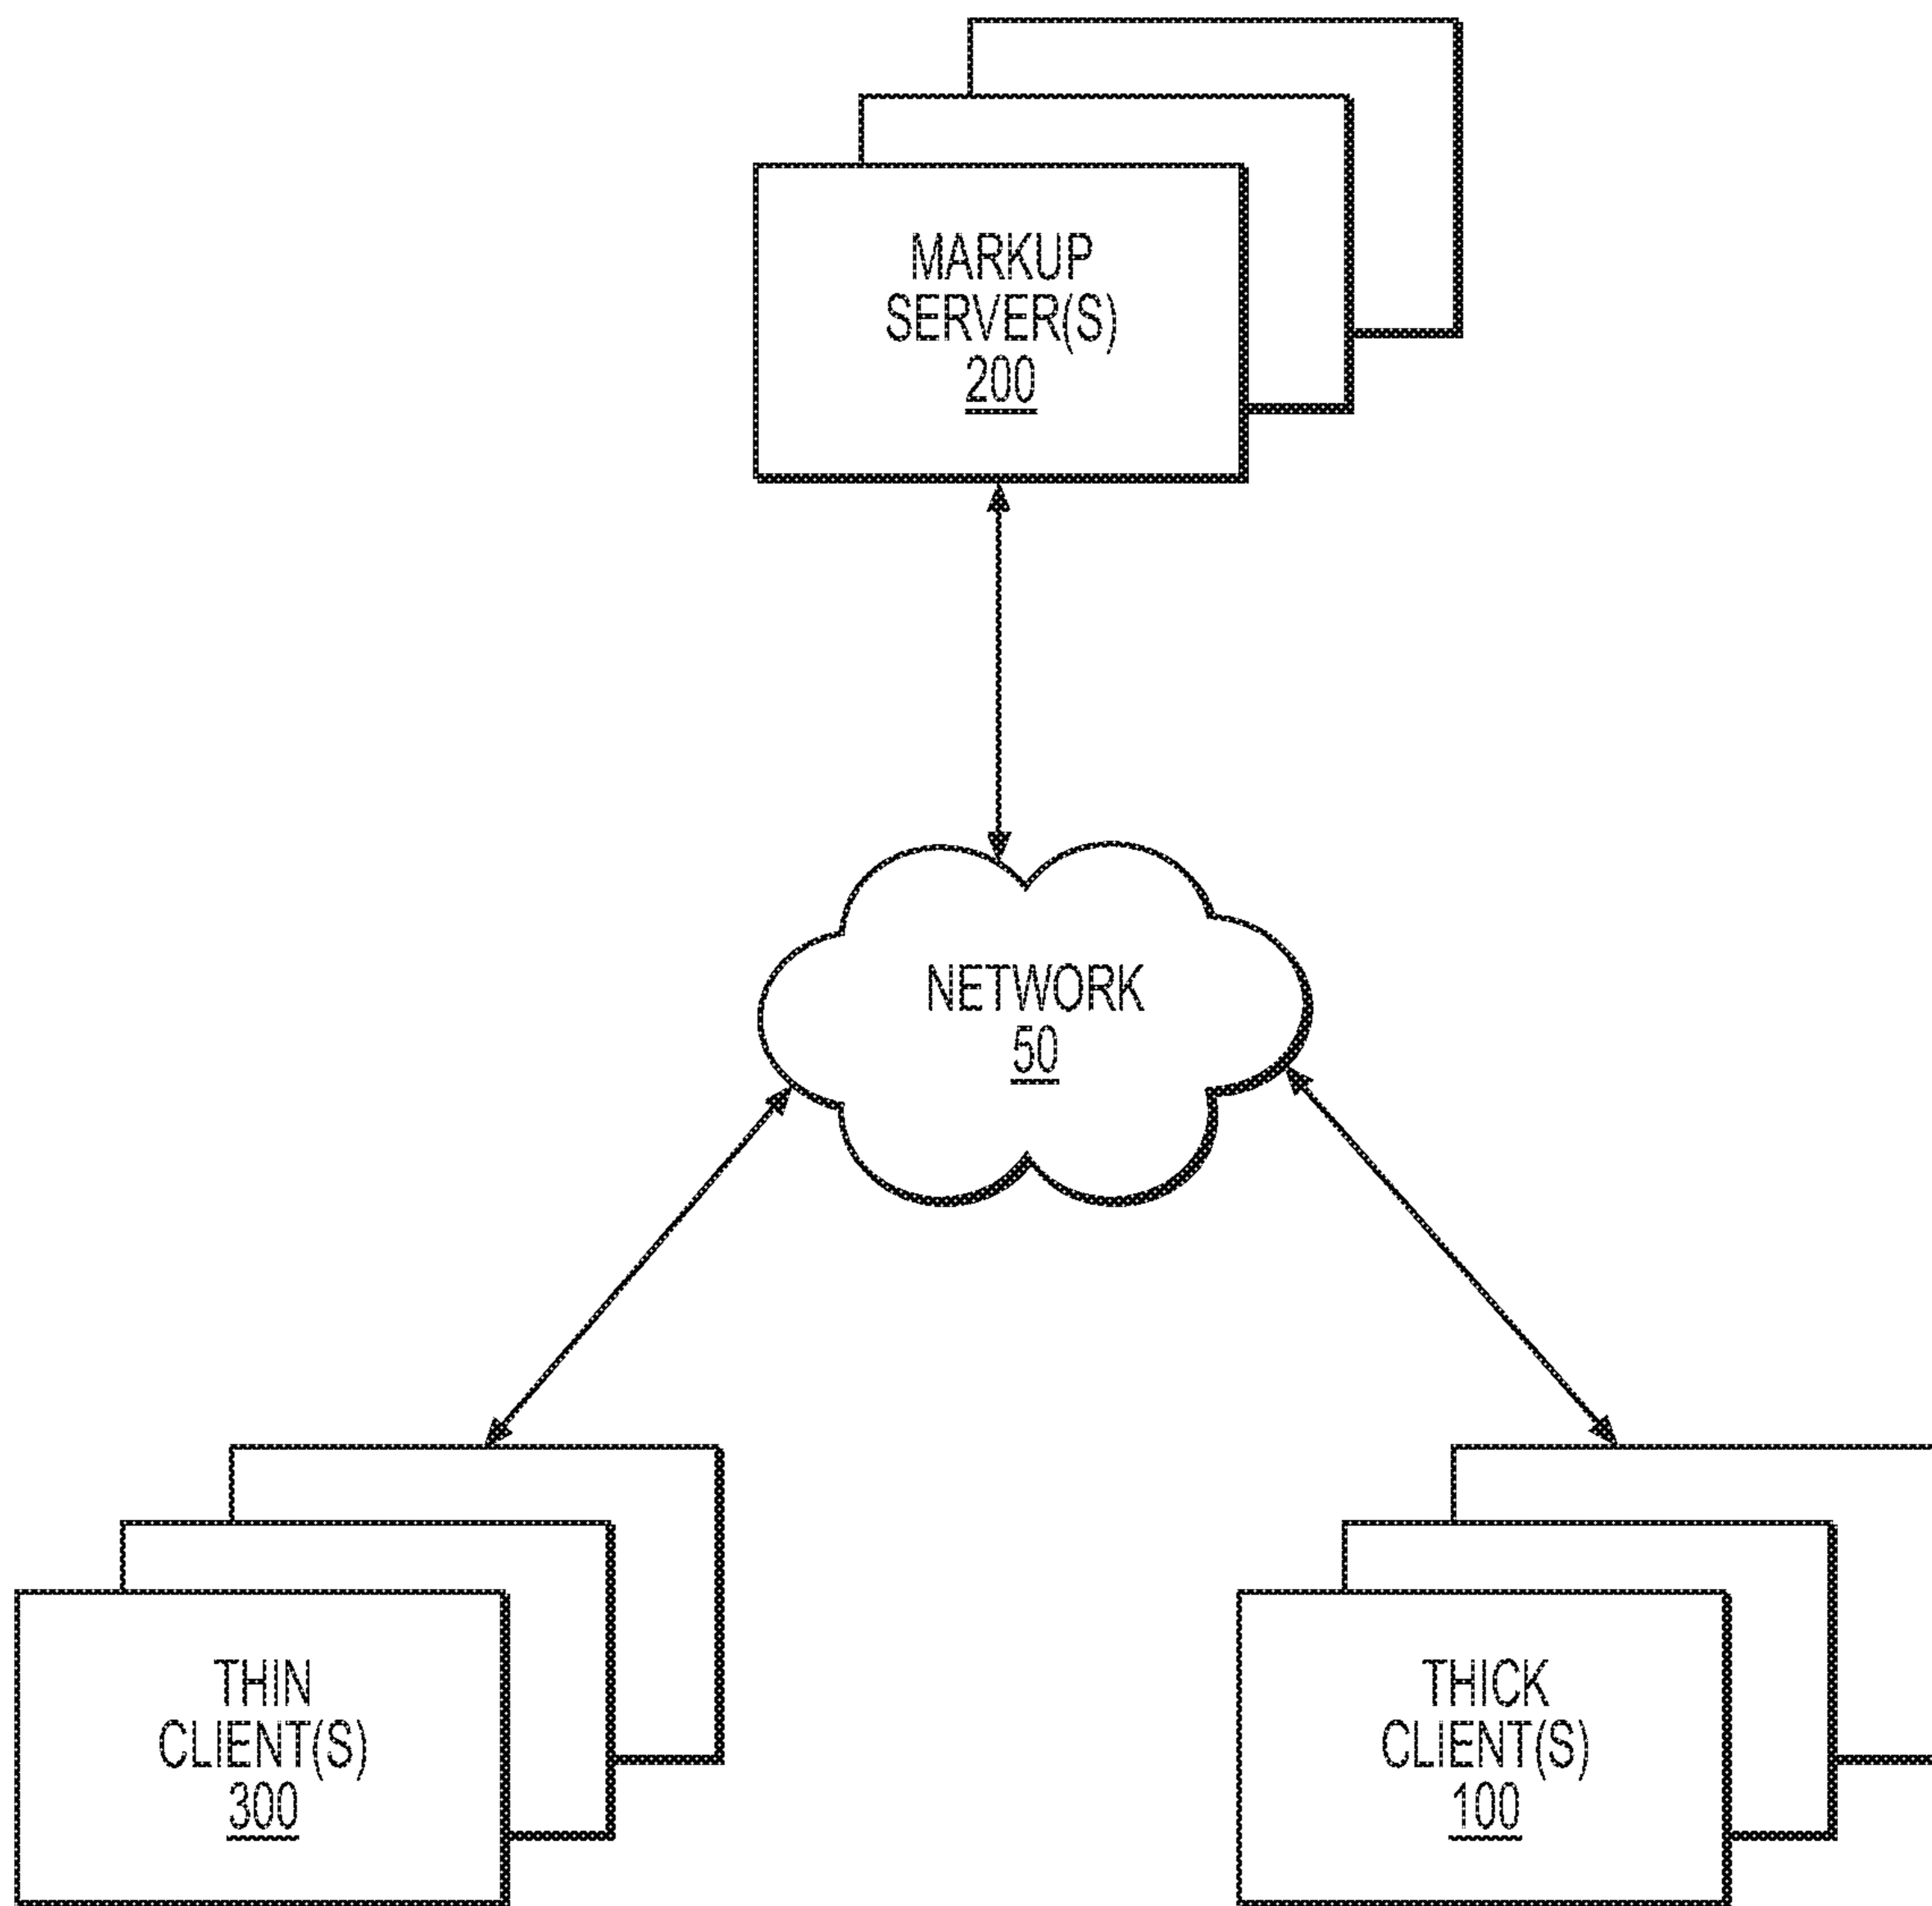 MARKUP
SERVER(S)
200
NETWORK
50
THIN
CLIENT(S)
300
THICK
CLIENT(S)
100